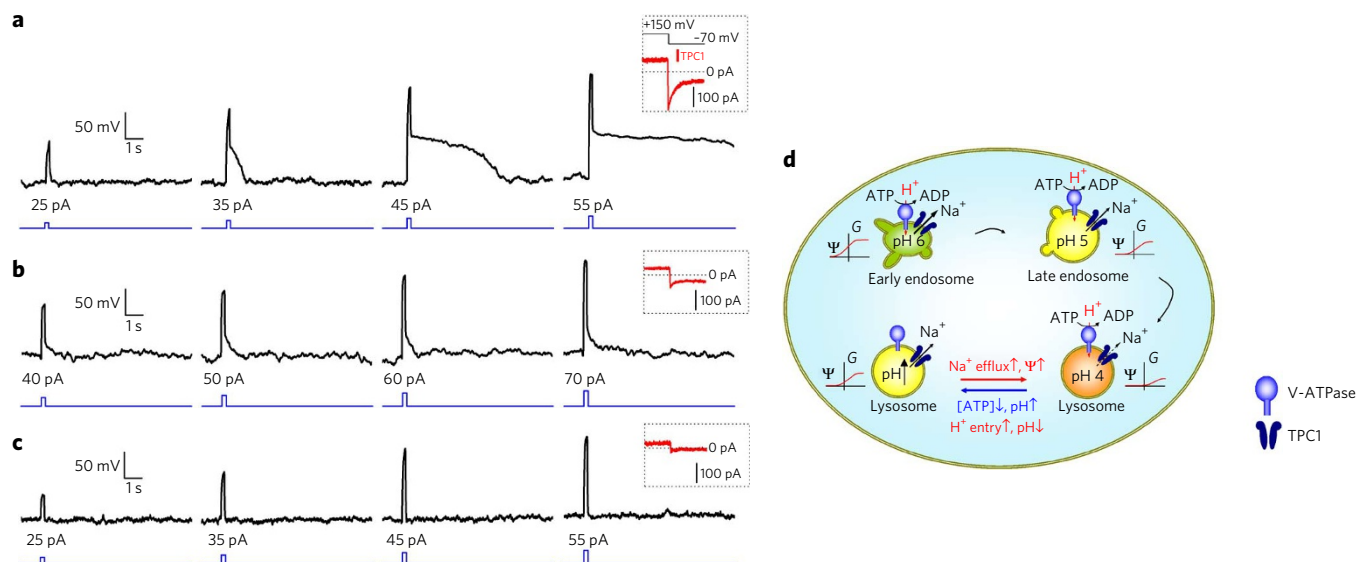 a
+150 mV
−70 mV
TPC1
0 pA
100 pA
50 mV
1 s
25 pA
35 pA
45 pA
55 pA
b
0 pA
100 pA
50 mV
1 s
40 pA
50 pA
60 pA
70 pA
c
0 pA
100 pA
50 mV
1 s
25 pA
35 pA
45 pA
55 pA
d
ATP H+ ADP
Na+
pH 6
Ψ G
Early endosome
ATP H+ ADP
Na+
pH 5
Ψ G
Late endosome
Na+
pH
Ψ G
Lysosome
Na+ efflux↑, Ψ↑
[ATP]↓, pH↑
H+ entry↑, pH↓
ATP H+ ADP
Na+
pH 4
Ψ G
Lysosome
V-ATPase
TPC1